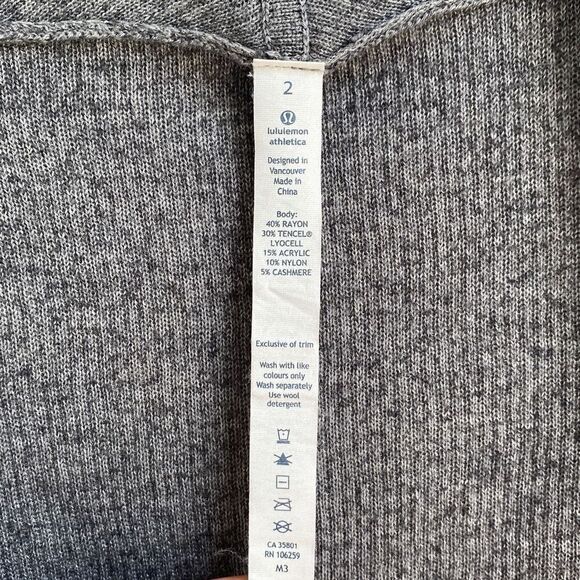 2
lululemon
athletica
Designed in
Vancouver
Made in
China
Body:
40% RAYON
30% TENCEL®
LYOCELL
15% ACRYLIC
10% NYLON
5% CASHMERE
Exclusive of trim
Wash with like
colours only
Wash separately
Use wool
detergent
CA 35801
RN 106259
M3